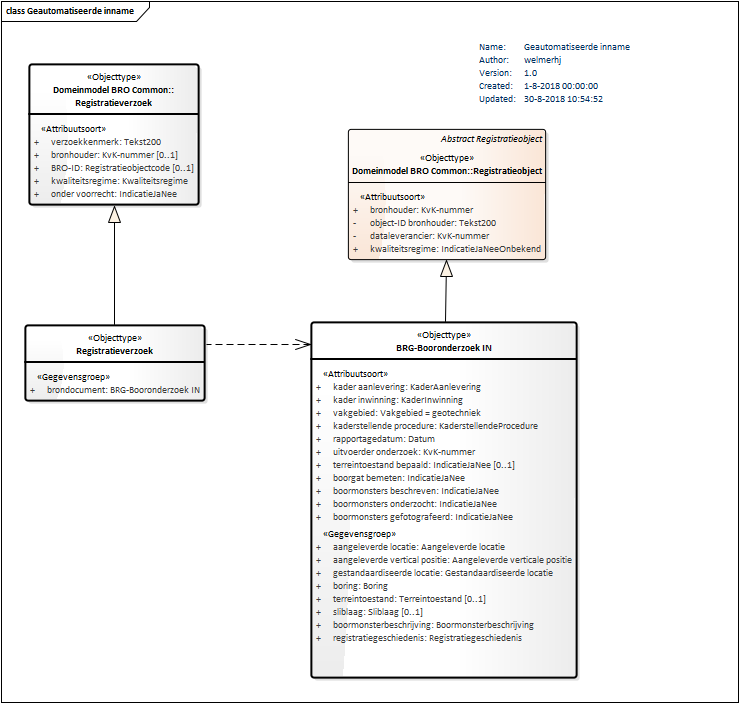 class Geautomatiseerde inname
Name: Geautomatiseerde inname
Author: welmerhj
Version: 1.0
Created: 1-8-2018 00:00:00
Updated: 30-8-2018 10:54:52
«Objecttype»
Domeinmodel BRO Common::
Registratieverzoek
«Attribuutsoort»
+ verzoekkenmerk: Tekst200
+ bronhouder: KvK-nummer [0..1]
+ BRO-ID: Registratieobjectcode [0..1]
+ kwaliteitsregime: Kwaliteitsregime
+ onder voorrecht: IndicatieJaNee
Abstract Registratieobject
«Objecttype»
Domeinmodel BRO Common::Registratieobject
«Attribuutsoort»
+ bronhouder: KvK-nummer
- object-ID bronhouder: Tekst200
- dataleverancier: KvK-nummer
+ kwaliteitsregime: IndicatieJaNeeOnbekend
«Objecttype»
Registratieverzoek
«Gegevensgroep»
+ brondocument: BRG-Booronderzoek IN
«Objecttype»
BRG-Booronderzoek IN
«Attribuutsoort»
+ kader aanlevering: KaderAanlevering
+ kader inwinning: KaderInwinning
+ vakgebied: Vakgebied = geotechniek
+ kaderstellende procedure: KaderstellendeProcedure
+ rapportagedatum: Datum
+ uitvoerder onderzoek: KvK-nummer
+ terreintoestand bepaald: IndicatieJaNee [0..1]
+ boorgat bemeten: IndicatieJaNee
+ boormonsters beschreven: IndicatieJaNee
+ boormonsters onderzocht: IndicatieJaNee
+ boormonsters gefotografeerd: IndicatieJaNee
«Gegevensgroep»
+ aangeleverde locatie: Aangeleverde locatie
+ aangeleverde vertical positie: Aangeleverde verticale positie
+ gestandaardiseerde locatie: Gestandaardiseerde locatie
+ boring: Boring
+ terreintoestand: Terreintoestand [0..1]
+ sliblaag: Sliblaag [0..1]
+ boormonsterbeschrijving: Boormonsterbeschrijving
+ registratiegeschiedenis: Registratiegeschiedenis